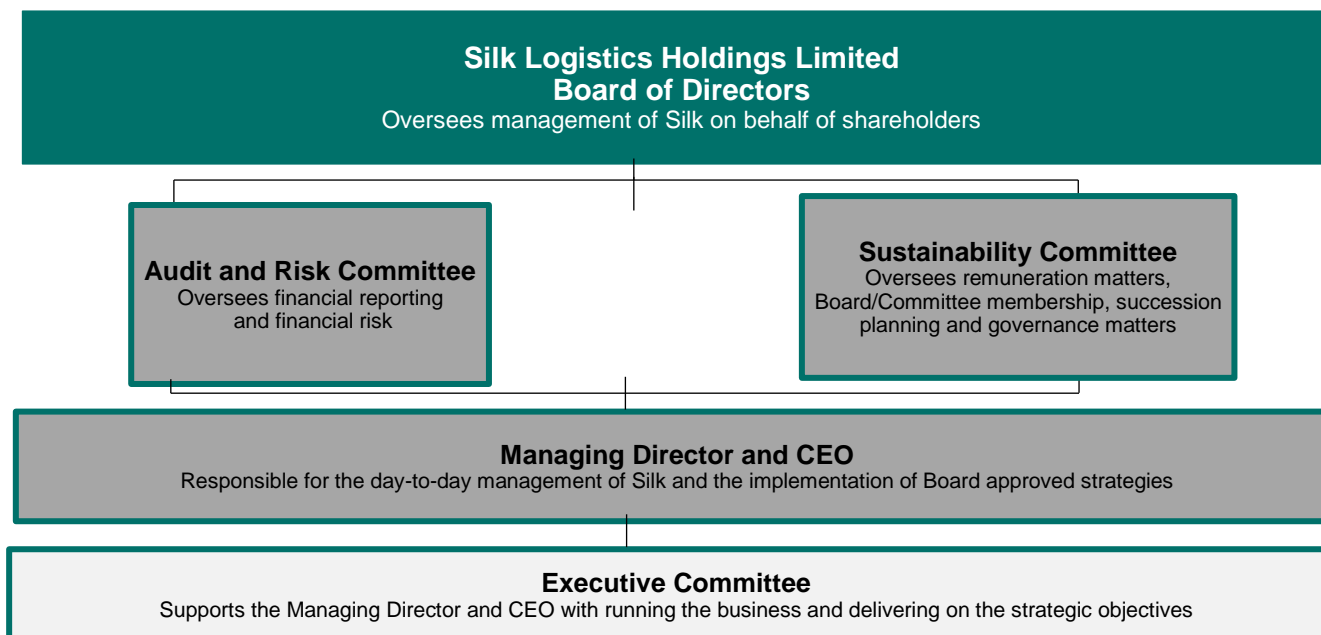 Silk Logistics Holdings Limited
Board of Directors
Oversees management of Silk on behalf of shareholders
Audit and Risk Committee
Oversees financial reporting
and financial risk
Sustainability Committee
Oversees remuneration matters,
Board/Committee membership, succession
planning and governance matters
Managing Director and CEO
Responsible for the day-to-day management of Silk and the implementation of Board approved strategies
Executive Committee
Supports the Managing Director and CEO with running the business and delivering on the strategic objectives